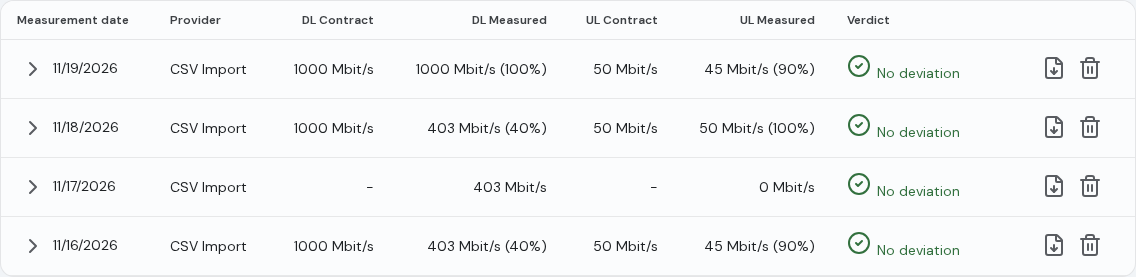 Measurement date Provider DL Contract DL Measured UL Contract UL Measured Verdict
11/19/2026 CSV Import 1000 Mbit/s 1000 Mbit/s (100%) 50 Mbit/s 45 Mbit/s (90%) No deviation
11/18/2026 CSV Import 1000 Mbit/s 403 Mbit/s (40%) 50 Mbit/s 50 Mbit/s (100%) No deviation
11/17/2026 CSV Import - 403 Mbit/s - 0 Mbit/s No deviation
11/16/2026 CSV Import 1000 Mbit/s 403 Mbit/s (40%) 50 Mbit/s 45 Mbit/s (90%) No deviation